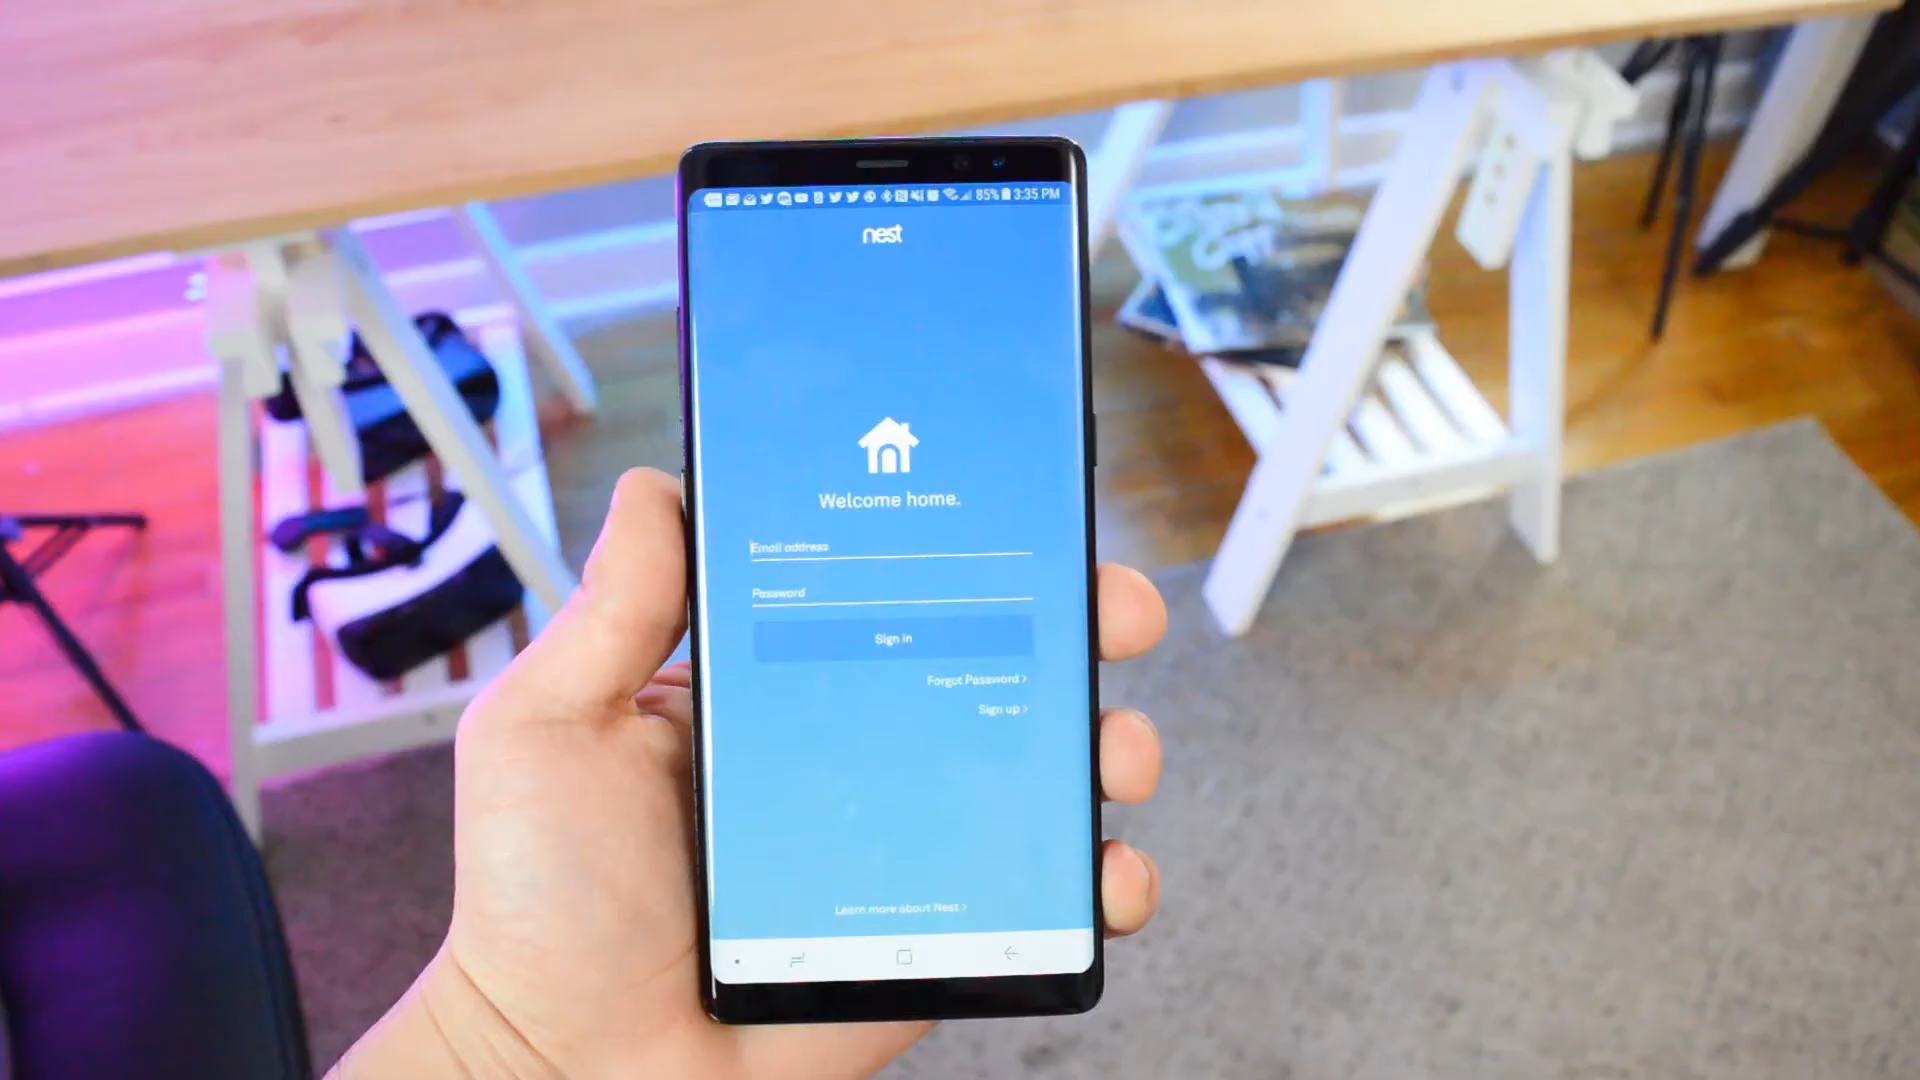 85% 3:35 PM
nest
Welcome home.
Email address
Password
Sign in
Forgot Password >
Sign up >
Learn more about Nest >